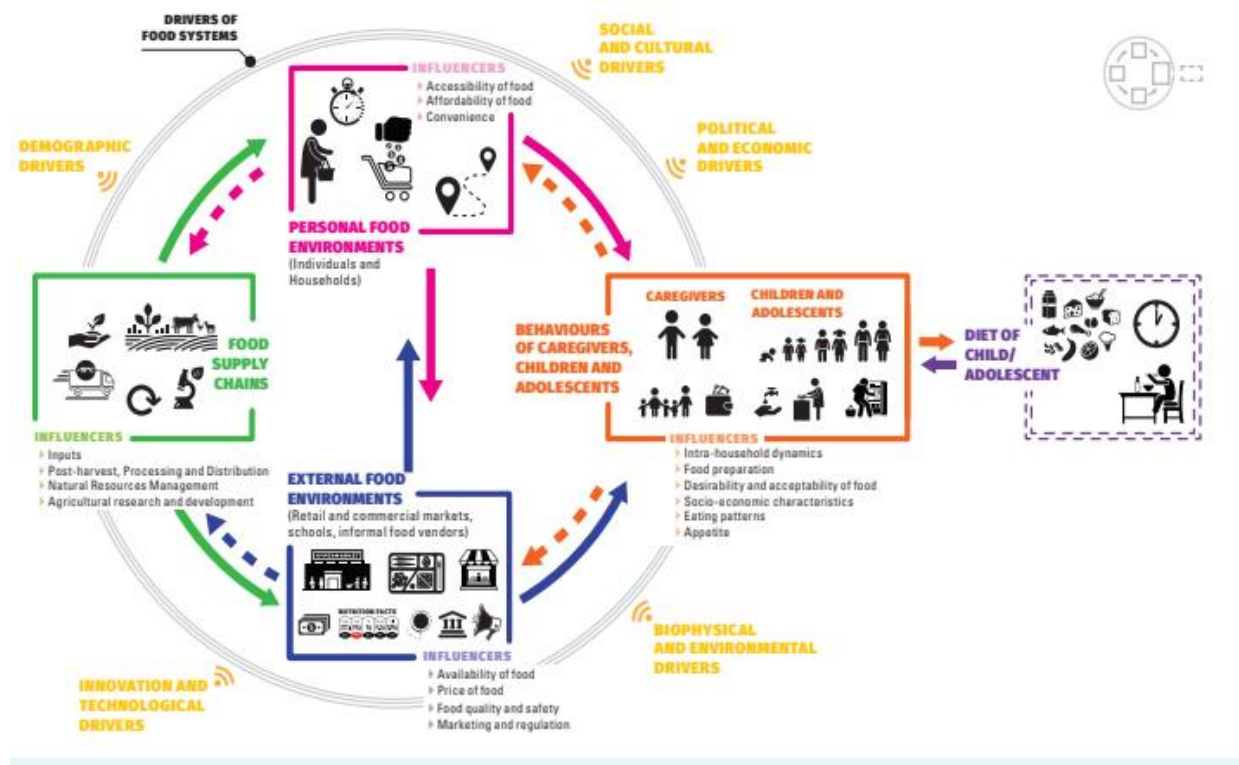 DRIVERS OF
FOOD SYSTEMS
SOCIAL
AND CULTURAL
DRIVERS
INFLUENCERS
Accessibility of food
Affordability of food
Convenience
POLITICAL
AND ECONOMIC
DRIVERS
DEMOGRAPHIC
DRIVERS
PERSONAL FOOD
ENVIRONMENTS
(Individuals and
Households)
FOOD
SUPPLY
CHAINS
INFLUENCERS
Inputs
Post-harvest, Processing and Distribution
Natural Resources Management
Agricultural research and development
BEHAVIOURS
OF CAREGIVERS,
CHILDREN AND
ADOLESCENTS
CAREGIVERS
CHILDREN AND
ADOLESCENTS
INFLUENCERS
Intra-household dynamics
Food preparation
Desirability and acceptability of food
Socio-economic characteristics
Eating patterns
Appetite
DIET OF
CHILD/
ADOLESCENT
EXTERNAL FOOD
ENVIRONMENTS
(Retail and commercial markets,
schools, informal food vendors)
NUTRITION FACTS
INFLUENCERS
Availability of food
Price of food
Food quality and safety
Marketing and regulation
BIOPHYSICAL
AND ENVIRONMENTAL
DRIVERS
INNOVATION AND
TECHNOLOGICAL
DRIVERS